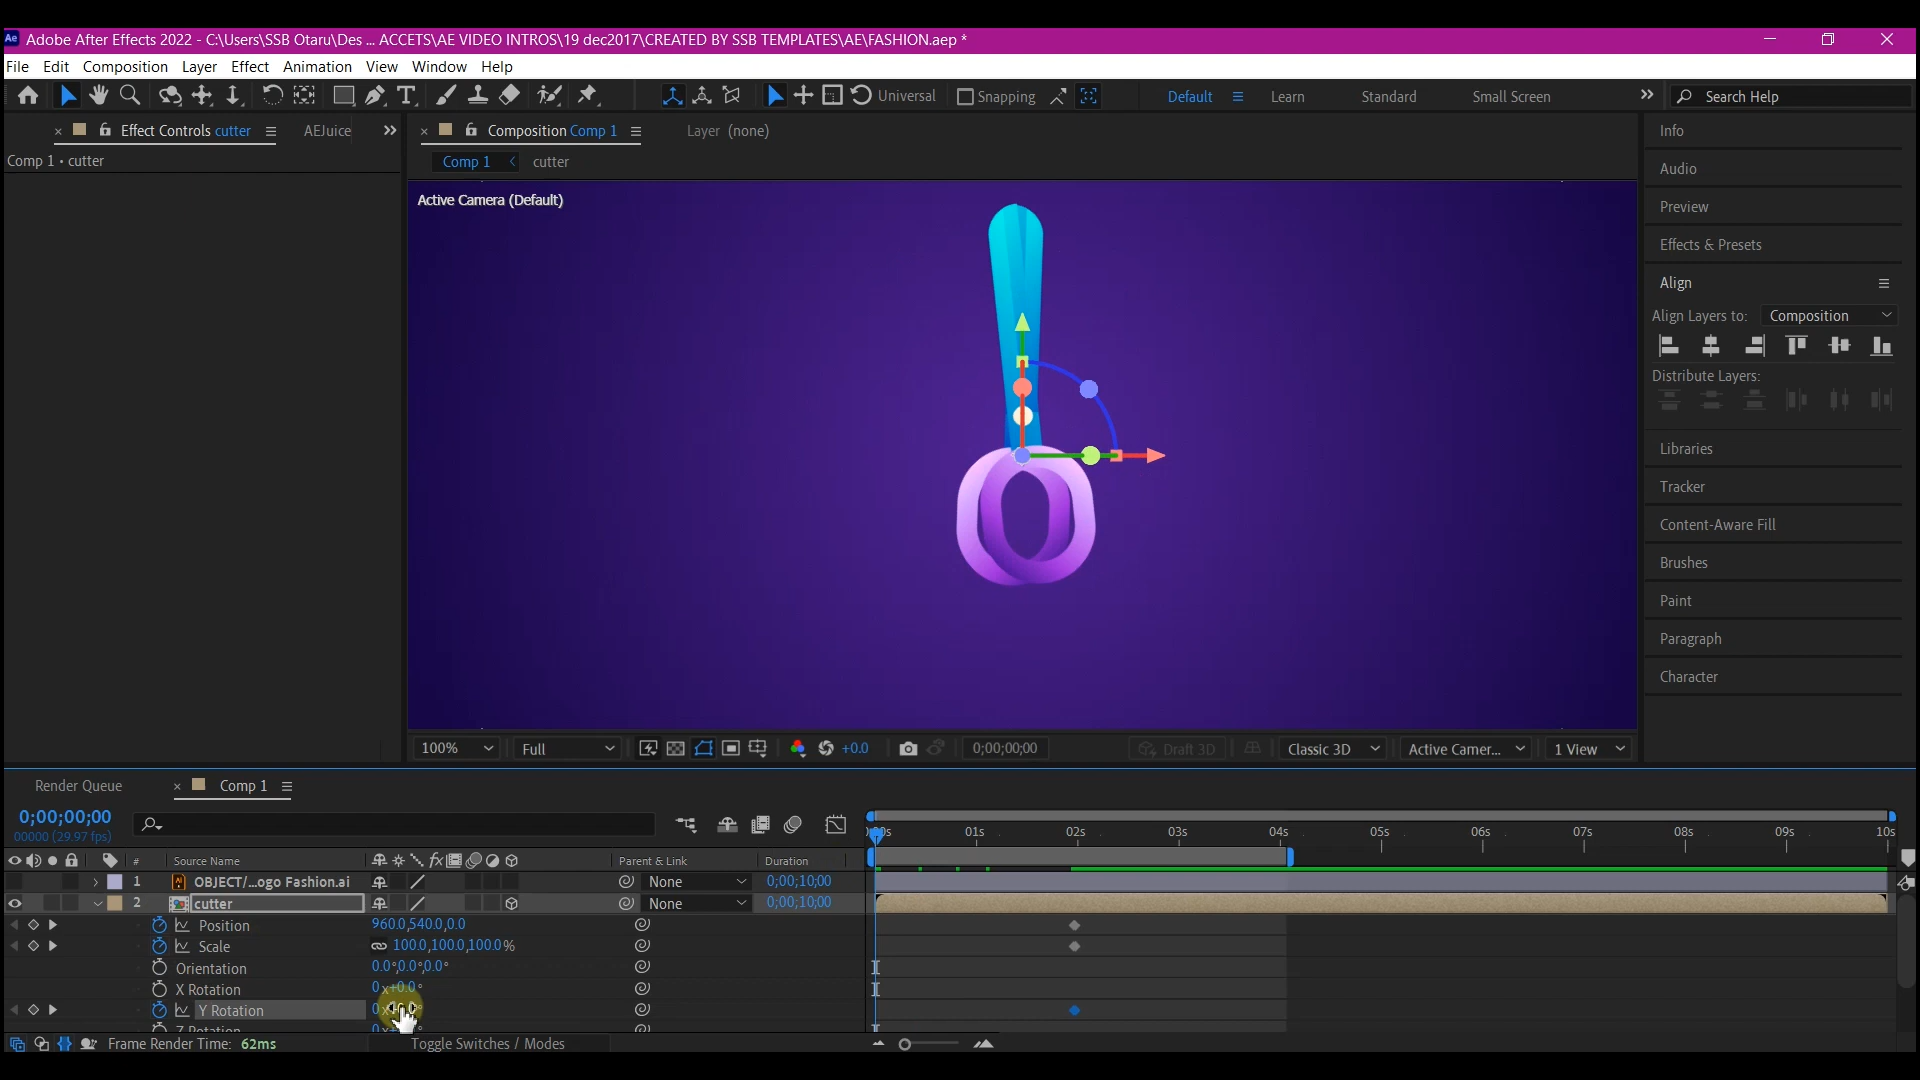 Adobe After Effects 2022 - C:\Users\SSB Otaru\Des ... ACCETS\AE VIDEO INTROS\19 dec2017\CREATED BY SSB TEMPLATES\AE\FASHION.aep *
File Edit Composition Layer Effect Animation View Window Help
Universal Snapping Default Learn Standard Small Screen Search Help
Effect Controls cutter AEJuice Composition Comp 1 Layer (none)
Comp 1 • cutter
Comp 1 cutter
Active Camera (Default)
Info
Audio
Preview
Effects & Presets
Align
Align Layers to: Composition
Distribute Layers:
Libraries
Tracker
Content-Aware Fill
Brushes
Paint
Paragraph
Character
100% Full +0.0 0;00;00;00 Draft 3D Classic 3D Active Camer... 1 View
Render Queue Comp 1
0;00;00;00
00000 (29.97 fps)
01s 02s 03s 04s 05s 06s 07s 08s 09s 10s
# Source Name Parent & Link Duration
1 OBJECT/...ogo Fashion.ai None 0;00;10;00
2 cutter None 0;00;10;00
Position 960.0,540.0,0.0
Scale 100.0,100.0,100.0%
Orientation 0.0°,0.0°,0.0°
X Rotation 0x+0.0°
Y Rotation
Z Rotation
Frame Render Time: 62ms Toggle Switches / Modes